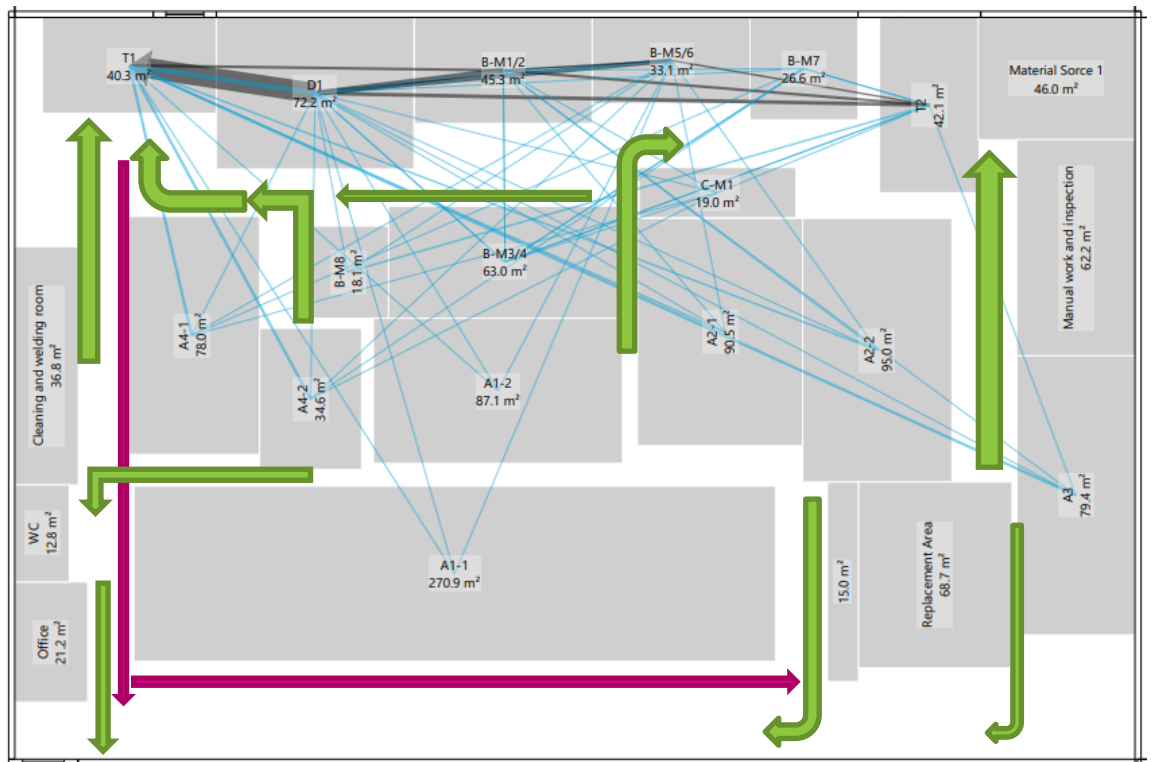 T1
40.3 m²
D1
72.2 m²
B-M1/2
45.3 m²
B-M5/6
33.1 m²
B-M7
26.6 m²
T2
42.1 m²
Material Sorce 1
46.0 m²
C-M1
19.0 m²
Manual work and inspection
62.2 m²
B-M8
18.1 m²
B-M3/4
63.0 m²
Cleaning and welding room
36.8 m²
A4-1
78.0 m²
A4-2
34.6 m²
A1-2
87.1 m²
A2-1
90.5 m²
A2-2
95.0 m²
A3
79.4 m²
WC
12.8 m²
A1-1
270.9 m²
15.0 m²
Replacement Area
68.7 m²
Office
21.2 m²